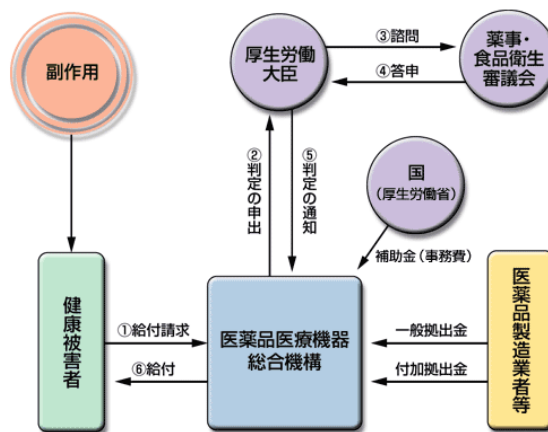 副作用
厚生労働
大臣
③諮問
④答申
薬事・
食品衛生
審議会
②判定の申出
⑤判定の通知
国
(厚生労働省)
補助金(事務費)
健康被害者
①給付請求
⑥給付
医薬品医療機器
総合機構
一般拠出金
付加拠出金
医薬品製造業者等